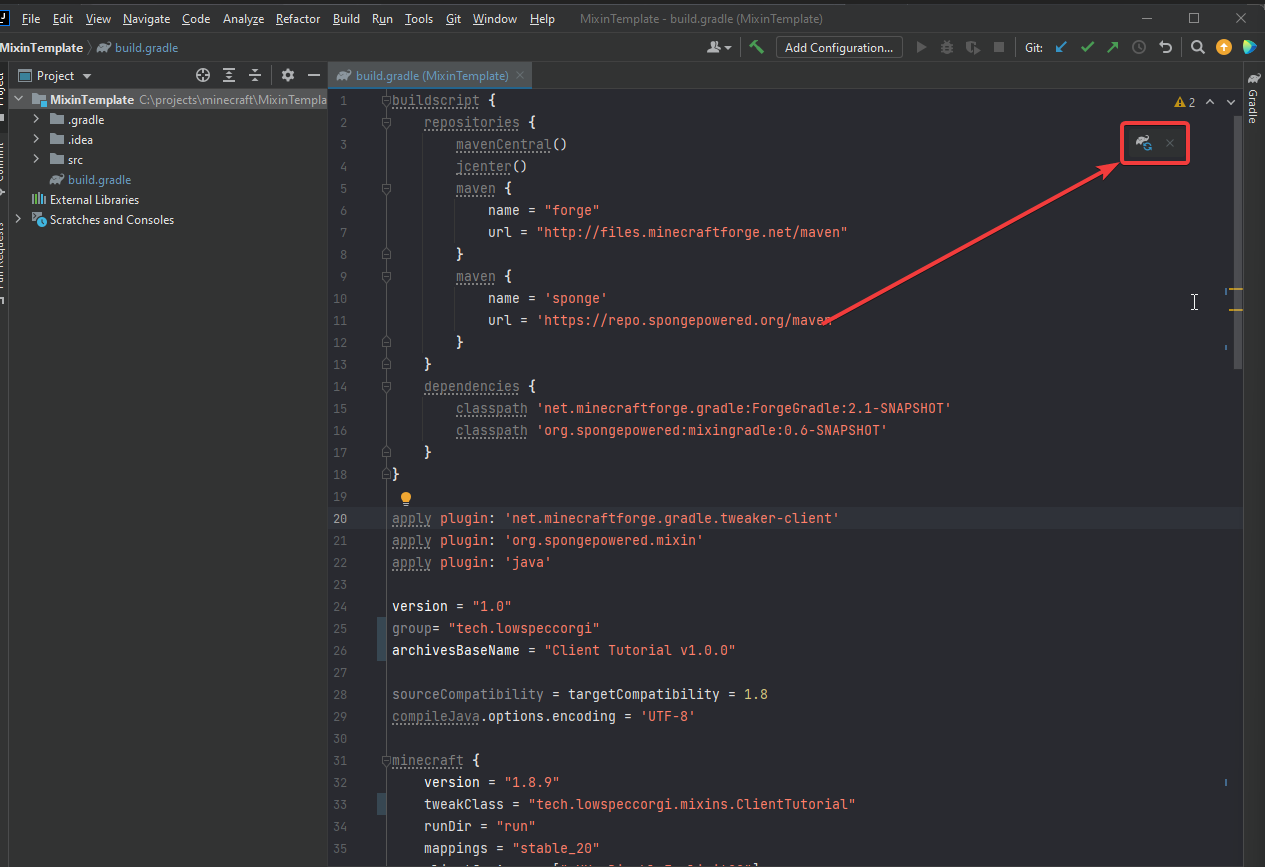 File Edit View Navigate Code Analyze Refactor Build Run Tools Git Window Help MixinTemplate - build.gradle (MixinTemplate)
MixinTemplate build.gradle Add Configuration... Git:
Project build.gradle (MixinTemplate)
MixinTemplate C:\projects\minecraft\MixinTempla
.gradle
.idea
src
build.gradle
External Libraries
Scratches and Consoles
Gradle
2
1 buildscript {
2 repositories {
3 mavenCentral()
4 jcenter()
5 maven {
6 name = "forge"
7 url = "http://files.minecraftforge.net/maven"
8 }
9 maven {
10 name = 'sponge'
11 url = 'https://repo.spongepowered.org/maven
12 }
13 }
14 dependencies {
15 classpath 'net.minecraftforge.gradle:ForgeGradle:2.1-SNAPSHOT'
16 classpath 'org.spongepowered:mixingradle:0.6-SNAPSHOT'
17 }
18 }
19
20 apply plugin: 'net.minecraftforge.gradle.tweaker-client'
21 apply plugin: 'org.spongepowered.mixin'
22 apply plugin: 'java'
23
24 version = "1.0"
25 group= "tech.lowspeccorgi"
26 archivesBaseName = "Client Tutorial v1.0.0"
27
28 sourceCompatibility = targetCompatibility = 1.8
29 compileJava.options.encoding = 'UTF-8'
30
31 minecraft {
32 version = "1.8.9"
33 tweakClass = "tech.lowspeccorgi.mixins.ClientTutorial"
34 runDir = "run"
35 mappings = "stable_20"